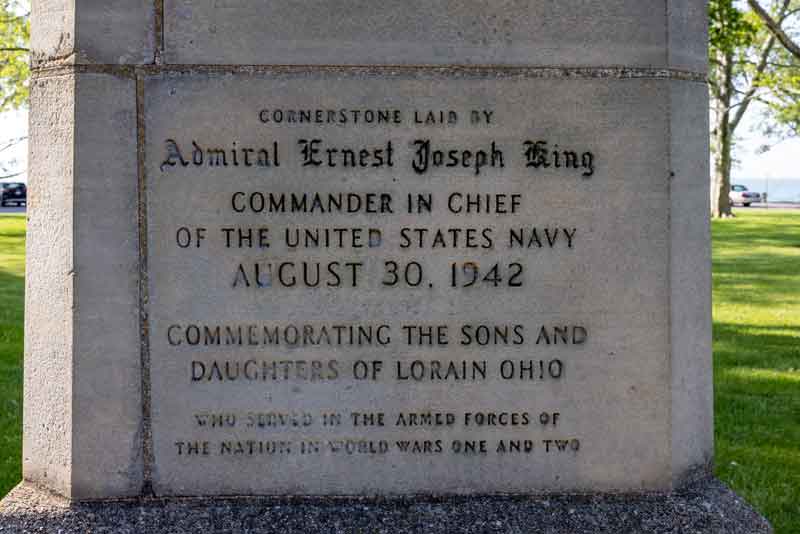 CORNERSTONE LAID BY
Admiral Ernest Joseph King
COMMANDER IN CHIEF
OF THE UNITED STATES NAVY
AUGUST 30, 1942
COMMEMORATING THE SONS AND
DAUGHTERS OF LORAIN OHIO
WHO SERVED IN THE ARMED FORCES OF
THE NATION IN WORLD WARS ONE AND TWO